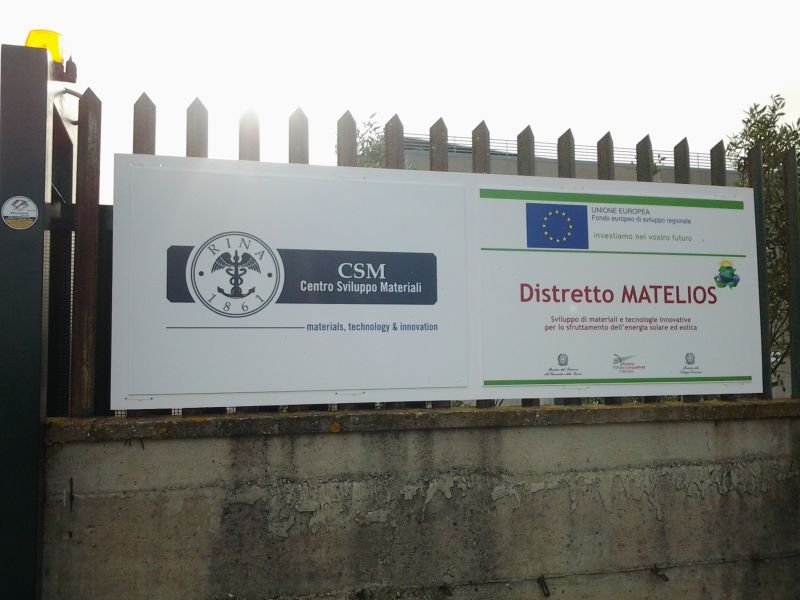 RINA
1861
CSM
Centro Sviluppo Materiali
materials, technology & innovation
UNIONE EUROPEA
Fondo europeo di sviluppo regionale
investiamo nel vostro futuro
Distretto MATELIOS
Sviluppo di materiali e tecnologie innovative
per lo sfruttamento dell'energia solare ed eolica